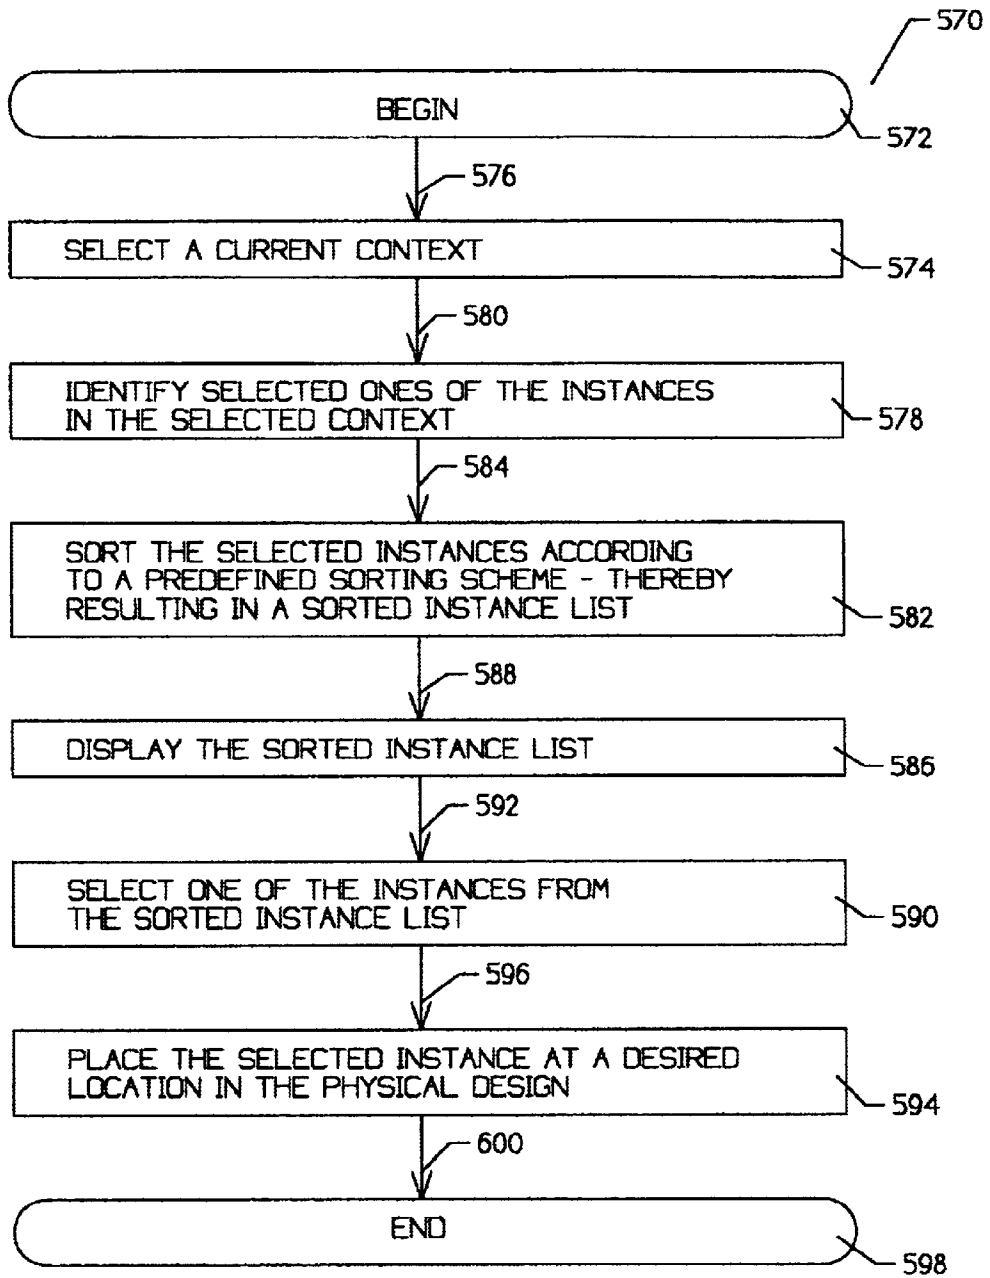 570
BEGIN
572
576
SELECT A CURRENT CONTEXT
574
580
IDENTIFY SELECTED ONES OF THE INSTANCES
IN THE SELECTED CONTEXT
578
584
SORT THE SELECTED INSTANCES ACCORDING
TO A PREDEFINED SORTING SCHEME - THEREBY
RESULTING IN A SORTED INSTANCE LIST
582
588
DISPLAY THE SORTED INSTANCE LIST
586
592
SELECT ONE OF THE INSTANCES FROM
THE SORTED INSTANCE LIST
590
596
PLACE THE SELECTED INSTANCE AT A DESIRED
LOCATION IN THE PHYSICAL DESIGN
594
600
END
598